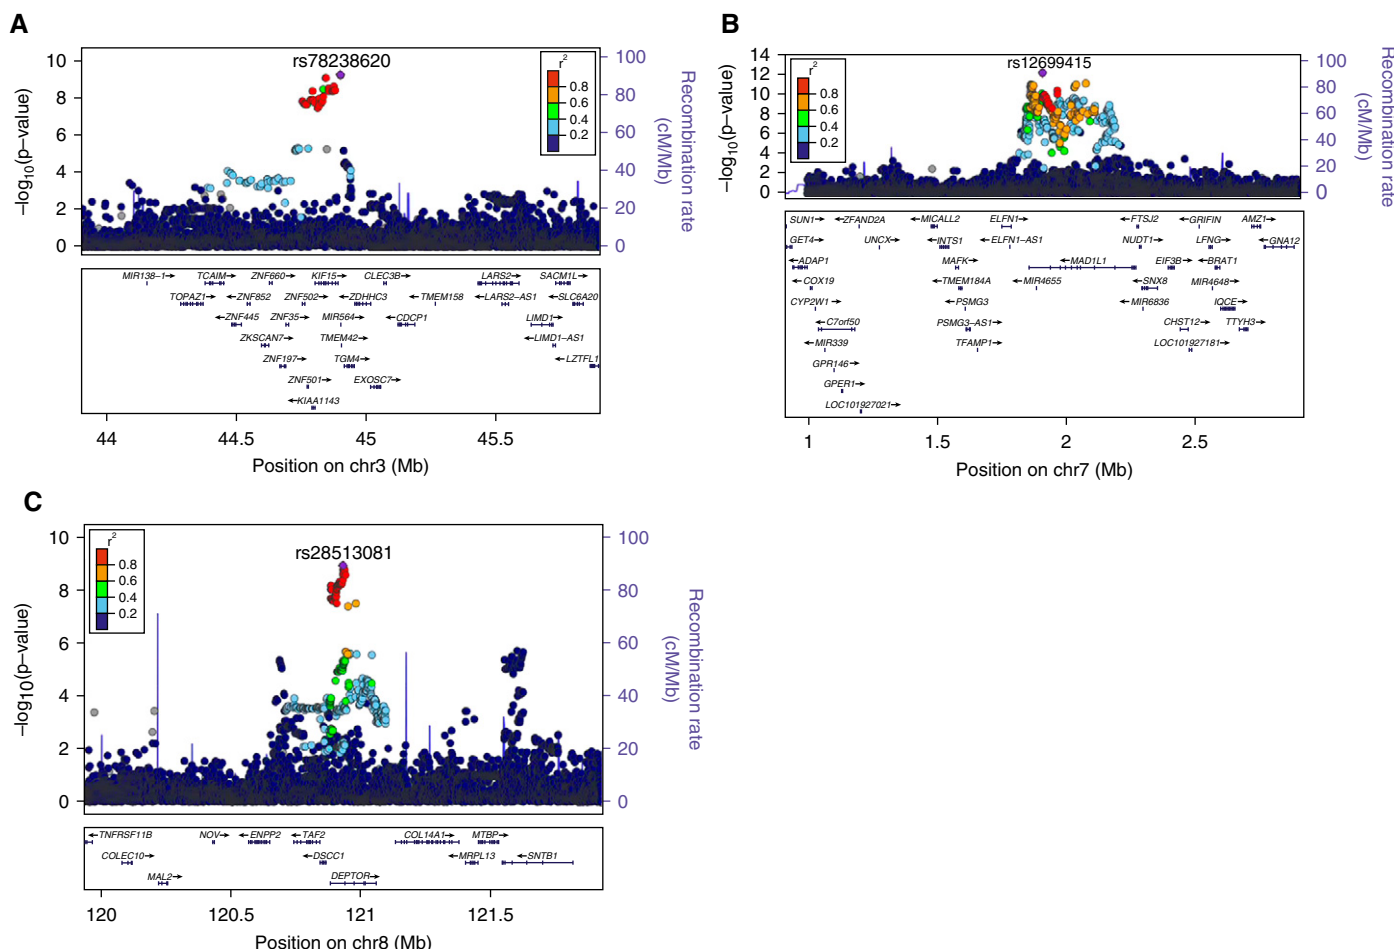 A
rs78238620
r2
0.8
0.6
0.4
0.2
10
8
6
4
2
0
100
80
60
40
20
0
−log10(p−value)
Recombination rate
(cM/Mb)
MIR138−1→ TCAIM→ ZNF660→ KIF15→ CLEC3B→ LARS2→ SACM1L→
TOPAZ1→ ←ZNF852 ZNF502→ ←ZDHHC3 ←TMEM158 ←LARS2−AS1 ←SLC6A20
←ZNF445 ZNF35→ MIR564→ ←CDCP1 LIMD1→
ZKSCAN7→ TMEM42→ ←LIMD1−AS1
ZNF197→ TGM4→ ←LZTFL1
ZNF501→ EXOSC7→
←KIAA1143
44 44.5 45 45.5
Position on chr3 (Mb)
B
rs12699415
r2
0.8
0.6
0.4
0.2
14
12
10
8
6
4
2
0
100
80
60
40
20
0
−log10(p−value)
Recombination rate
(cM/Mb)
SUN1→ ←ZFAND2A ←MICALL2 ELFN1→ ←FTSJ2 ←GRIFIN AMZ1→
GET4→ UNCX→ ←INTS1 ←ELFN1−AS1 NUDT1→ LFNG→ ←GNA12
←ADAP1 MAFK→ ←MAD1L1 EIF3B→ ←BRAT1
←COX19 ←TMEM184A ←MIR4655 ←SNX8 MIR4648→
CYP2W1→ ←PSMG3 ←MIR6836 IQCE→
←C7orf50 PSMG3−AS1→ CHST12→ TTYH3→
←MIR339 TFAMP1→ LOC101927181→
GPR146→
GPER1→
LOC101927021→
1 1.5 2 2.5
Position on chr7 (Mb)
C
rs28513081
r2
0.8
0.6
0.4
0.2
10
8
6
4
2
0
100
80
60
40
20
0
−log10(p−value)
Recombination rate
(cM/Mb)
←TNFRSF11B NOV→ ←ENPP2 ←TAF2 COL14A1→ MTBP→
COLEC10→ ←DSCC1 ←MRPL13 ←SNTB1
MAL2→ DEPTOR→
120 120.5 121 121.5
Position on chr8 (Mb)